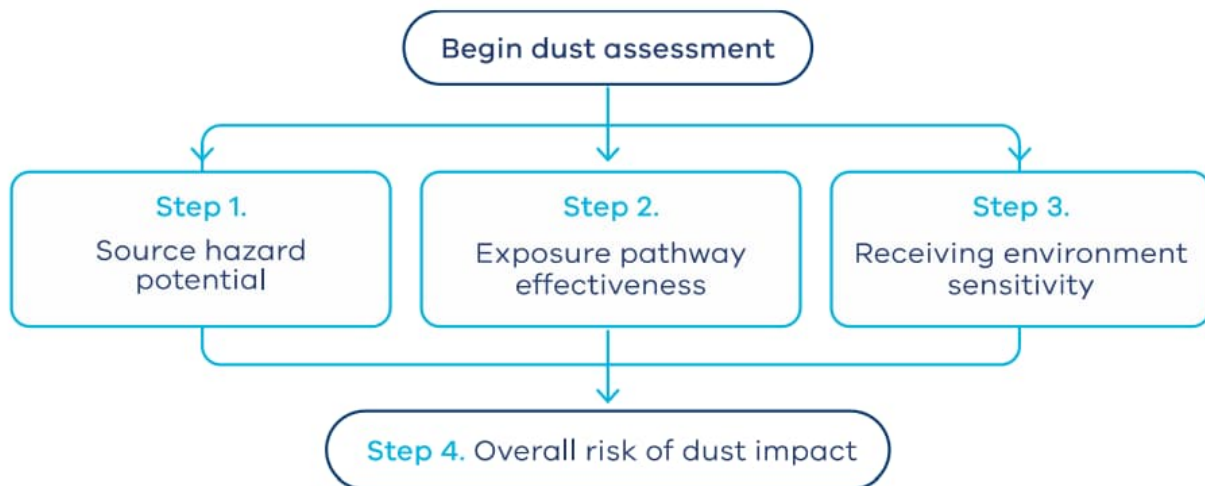 Begin dust assessment
Step 1.
Source hazard
potential
Step 2.
Exposure pathway
effectiveness
Step 3.
Receiving environment
sensitivity
Step 4. Overall risk of dust impact